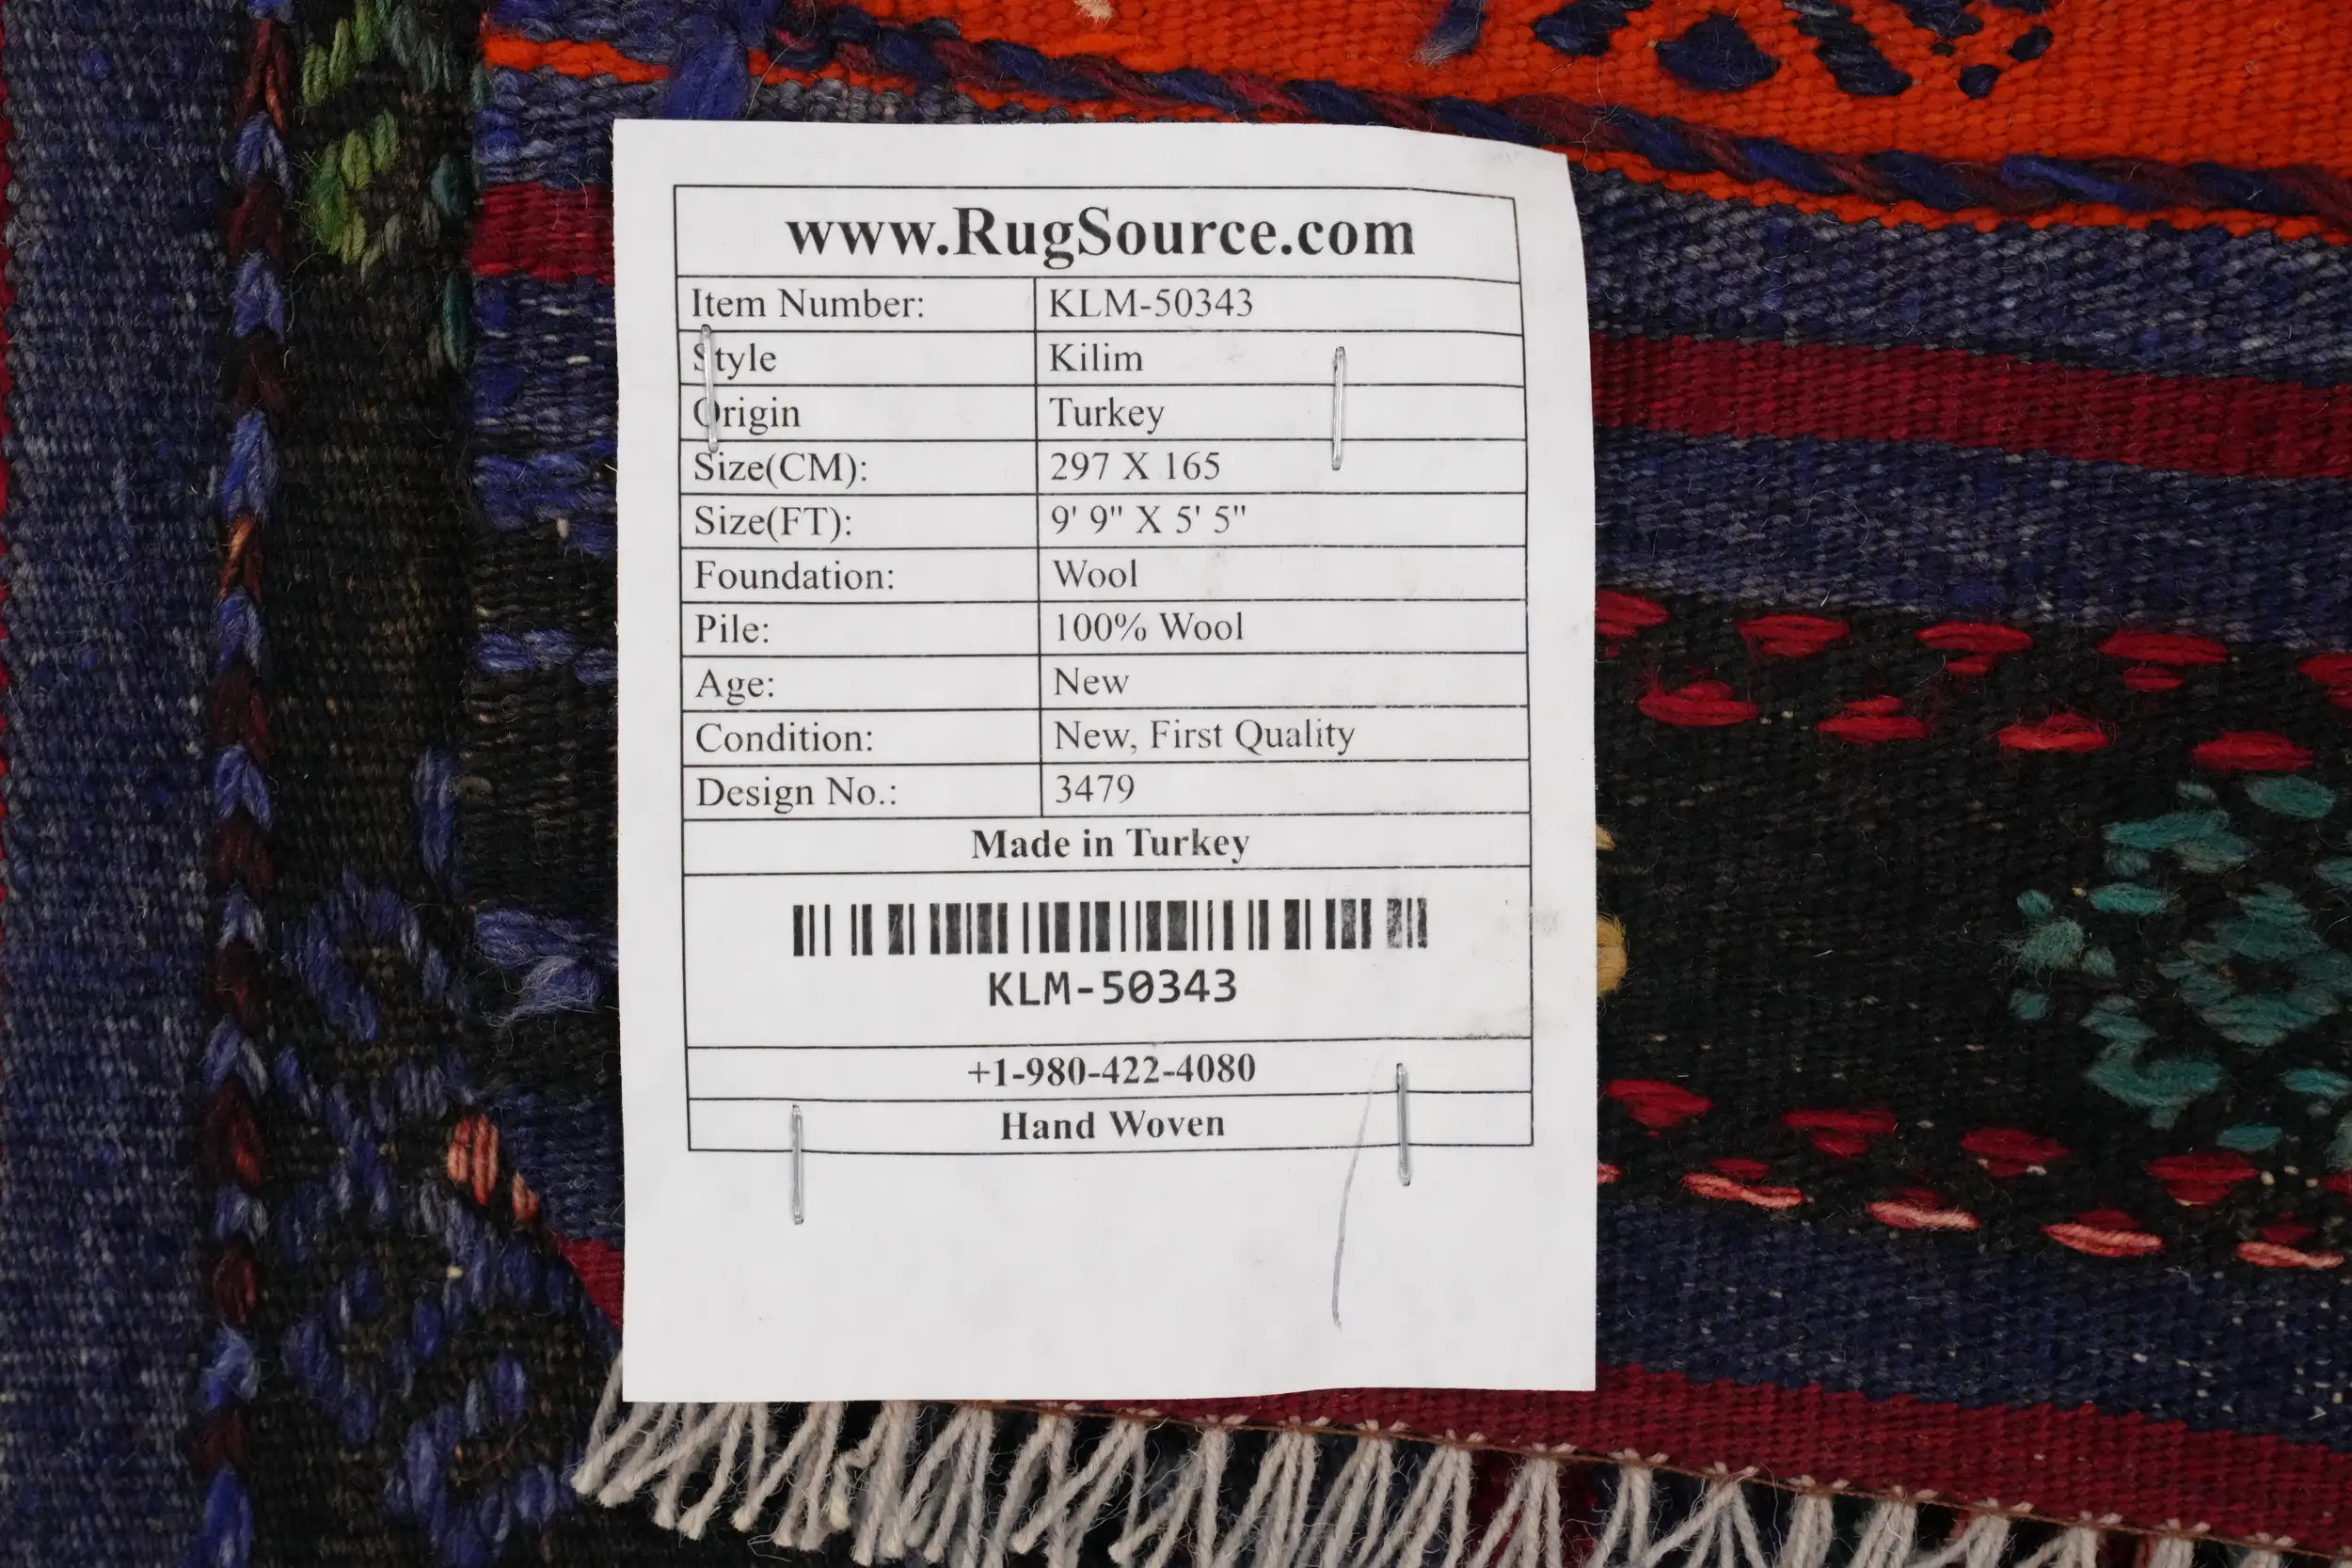 www.RugSource.com
Item Number: KLM-50343
Style Kilim
Origin Turkey
Size(CM): 297 X 165
Size(FT): 9' 9" X 5' 5"
Foundation: Wool
Pile: 100% Wool
Age: New
Condition: New, First Quality
Design No.: 3479
Made in Turkey
KLM-50343
+1-980-422-4080
Hand Woven